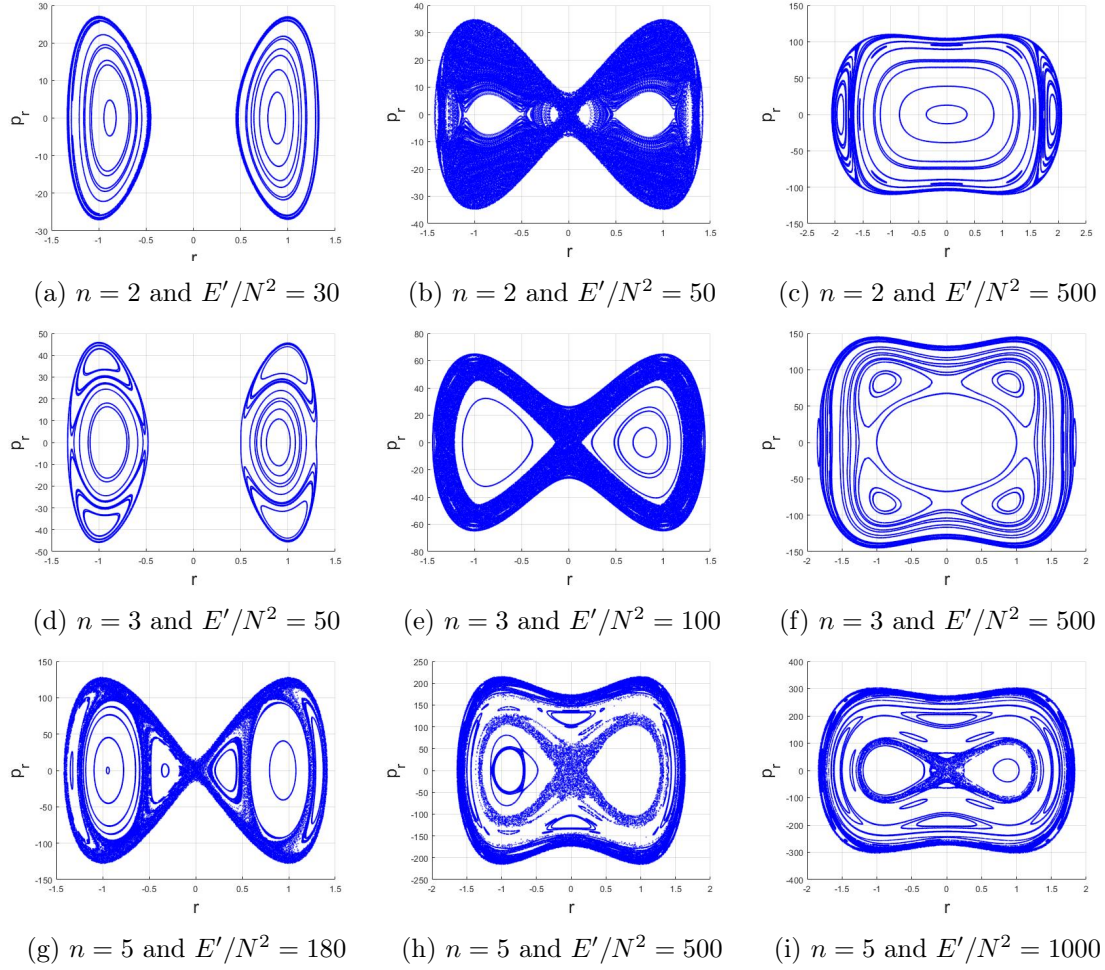 30
20
10
0
-10
-20
-30
p_r
-1.5 -1 -0.5 0 0.5 1 1.5
r
(a) n = 2 and E′/N² = 30
40
30
20
10
0
-10
-20
-30
-40
p_r
-1.5 -1 -0.5 0 0.5 1 1.5
r
(b) n = 2 and E′/N² = 50
150
100
50
0
-50
-100
-150
p_r
-2.5 -2 -1.5 -1 -0.5 0 0.5 1 1.5 2 2.5
r
(c) n = 2 and E′/N² = 500
50
40
30
20
10
0
-10
-20
-30
-40
-50
p_r
-1.5 -1 -0.5 0 0.5 1 1.5
r
(d) n = 3 and E′/N² = 50
80
60
40
20
0
-20
-40
-60
-80
p_r
-1.5 -1 -0.5 0 0.5 1 1.5
r
(e) n = 3 and E′/N² = 100
150
100
50
0
-50
-100
-150
p_r
-2 -1.5 -1 -0.5 0 0.5 1 1.5 2
r
(f) n = 3 and E′/N² = 500
150
100
50
0
-50
-100
-150
p_r
-1.5 -1 -0.5 0 0.5 1 1.5
r
(g) n = 5 and E′/N² = 180
250
200
150
100
50
0
-50
-100
-150
-200
-250
p_r
-2 -1.5 -1 -0.5 0 0.5 1 1.5 2
r
(h) n = 5 and E′/N² = 500
400
300
200
100
0
-100
-200
-300
-400
p_r
-2 -1.5 -1 -0.5 0 0.5 1 1.5 2
r
(i) n = 5 and E′/N² = 1000